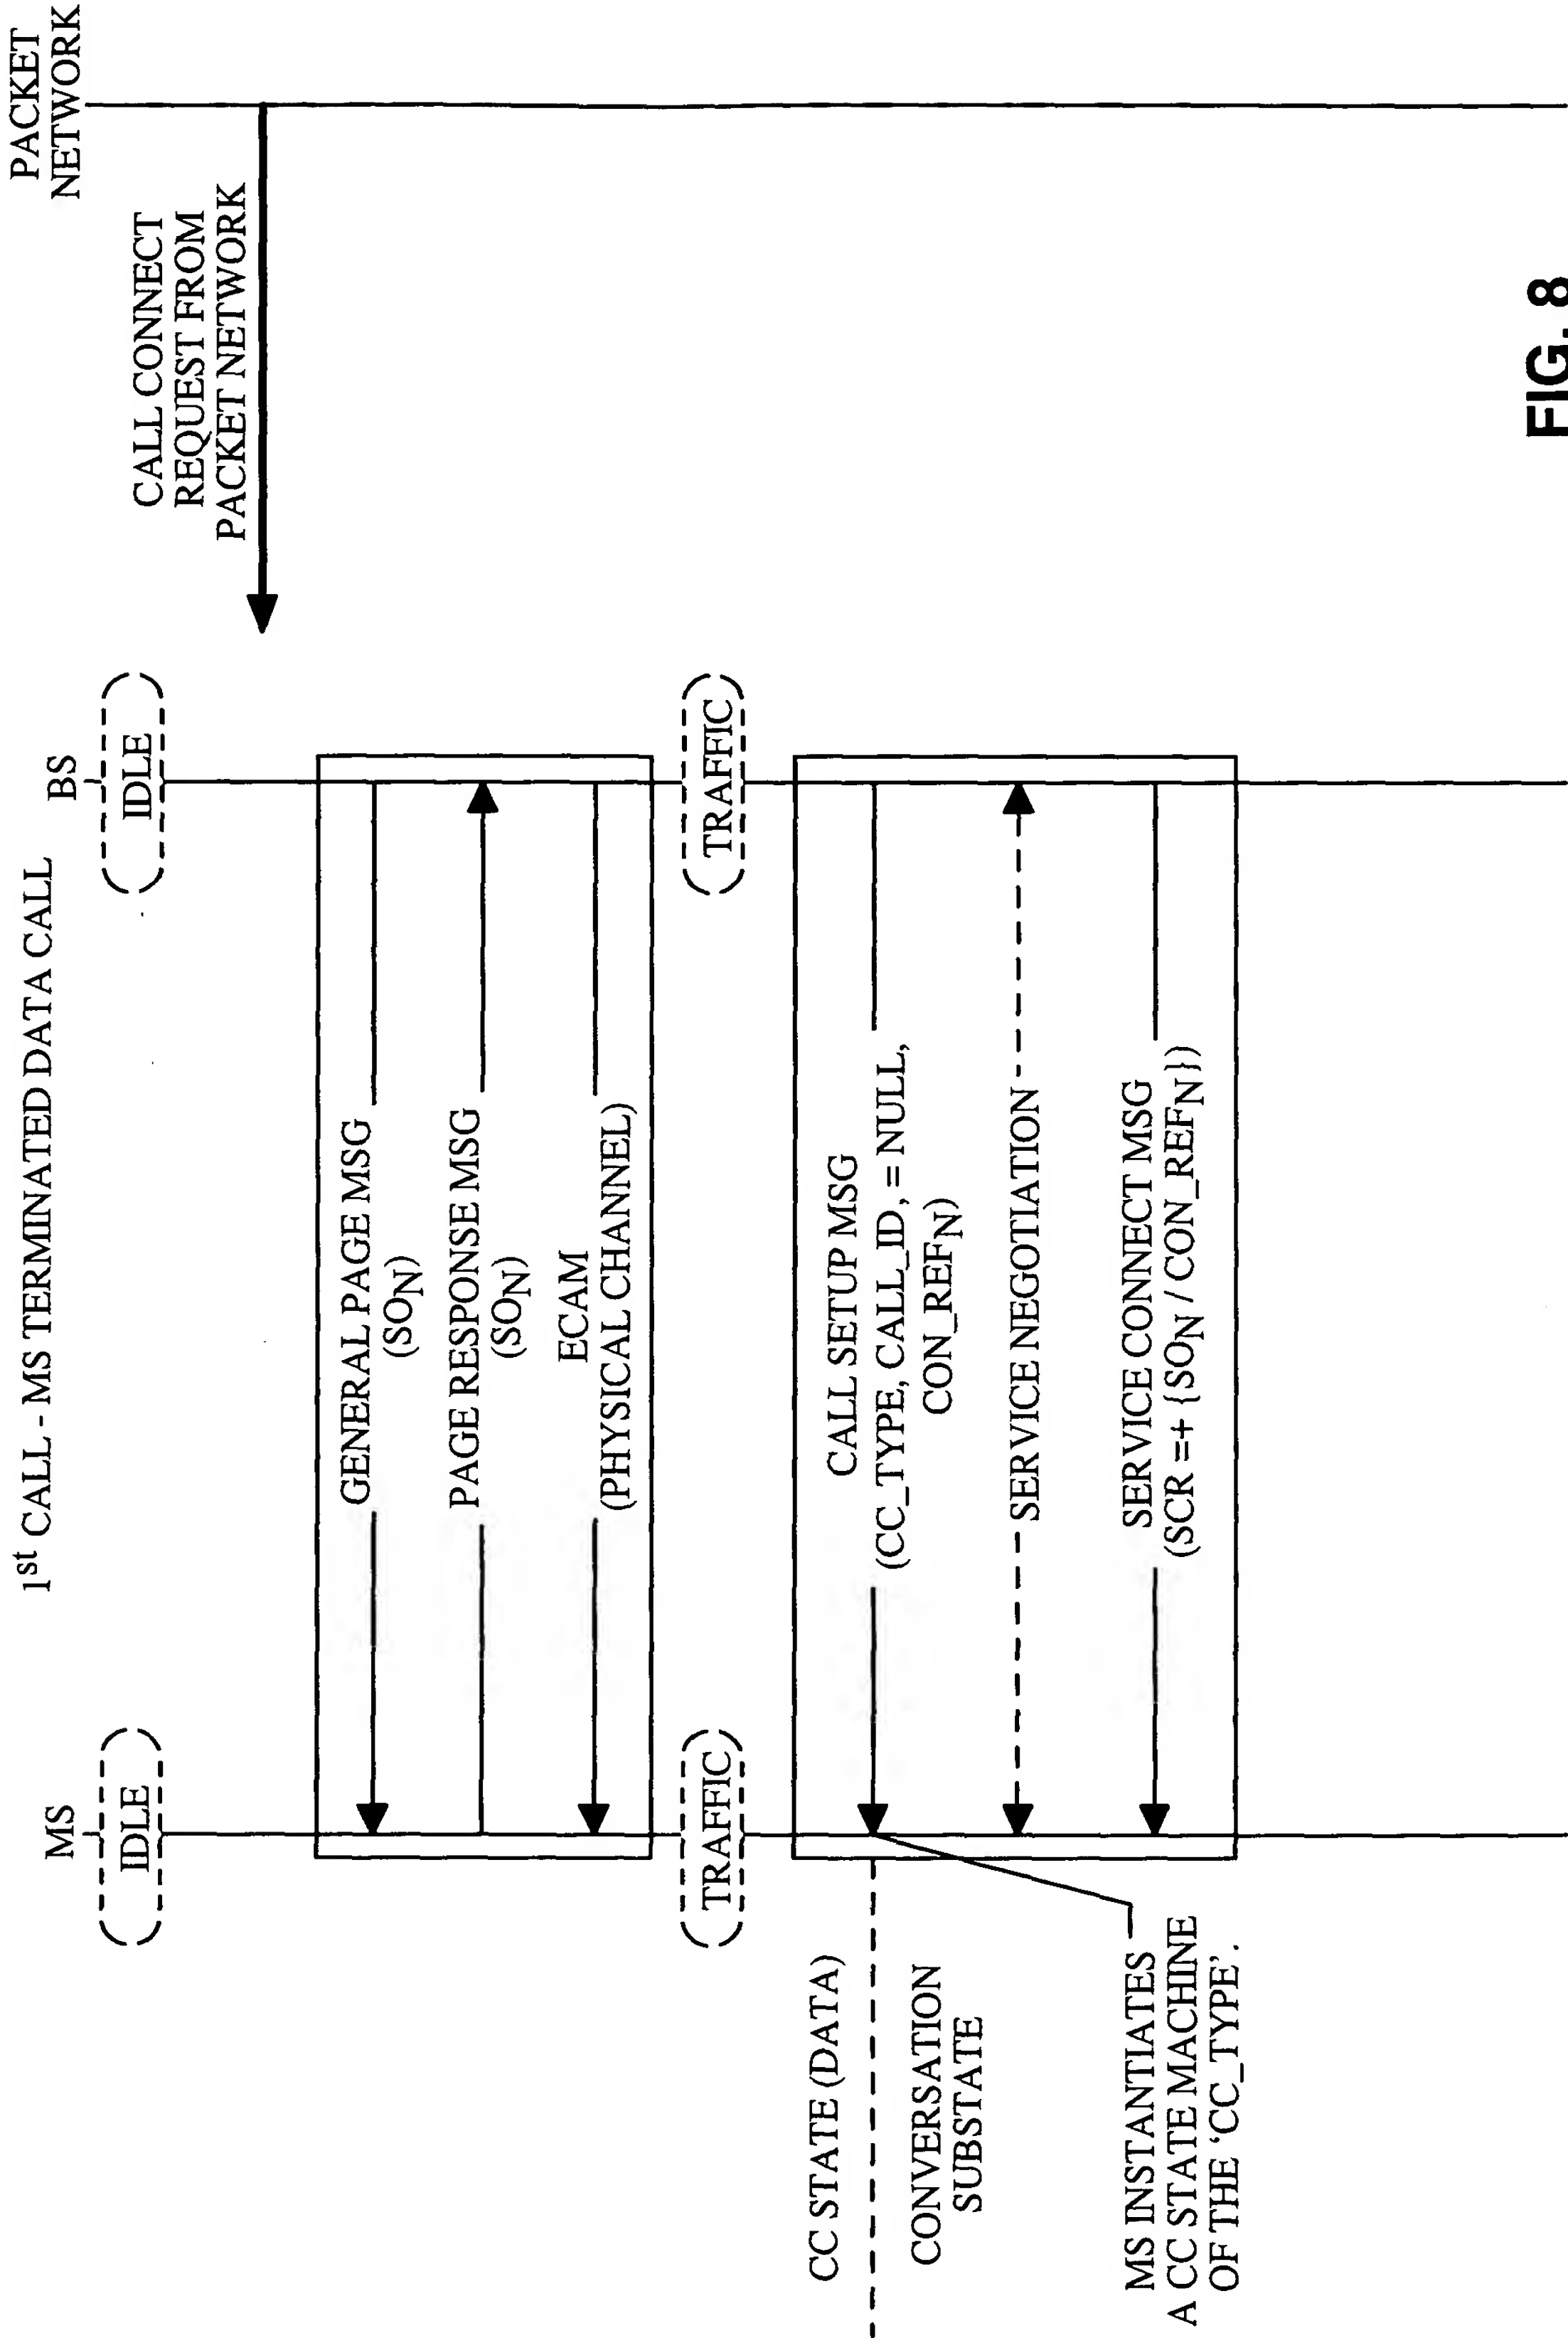 1st CALL - MS TERMINATED DATA CALL
MS
BS
PACKET
NETWORK
IDLE
IDLE
CALL CONNECT
REQUEST FROM
PACKET NETWORK
GENERAL PAGE MSG
(SON)
PAGE RESPONSE MSG
(SON)
ECAM
(PHYSICAL CHANNEL)
TRAFFIC
TRAFFIC
CC STATE (DATA)
CONVERSATION
SUBSTATE
CALL SETUP MSG
(CC_TYPE, CALL_ID, = NULL,
CON_REFN)
SERVICE NEGOTIATION
SERVICE CONNECT MSG
(SCR =+ {SON / CON_REFN})
MS INSTANTIATES
A CC STATE MACHINE
OF THE ‘CC_TYPE’.
FIG. 8